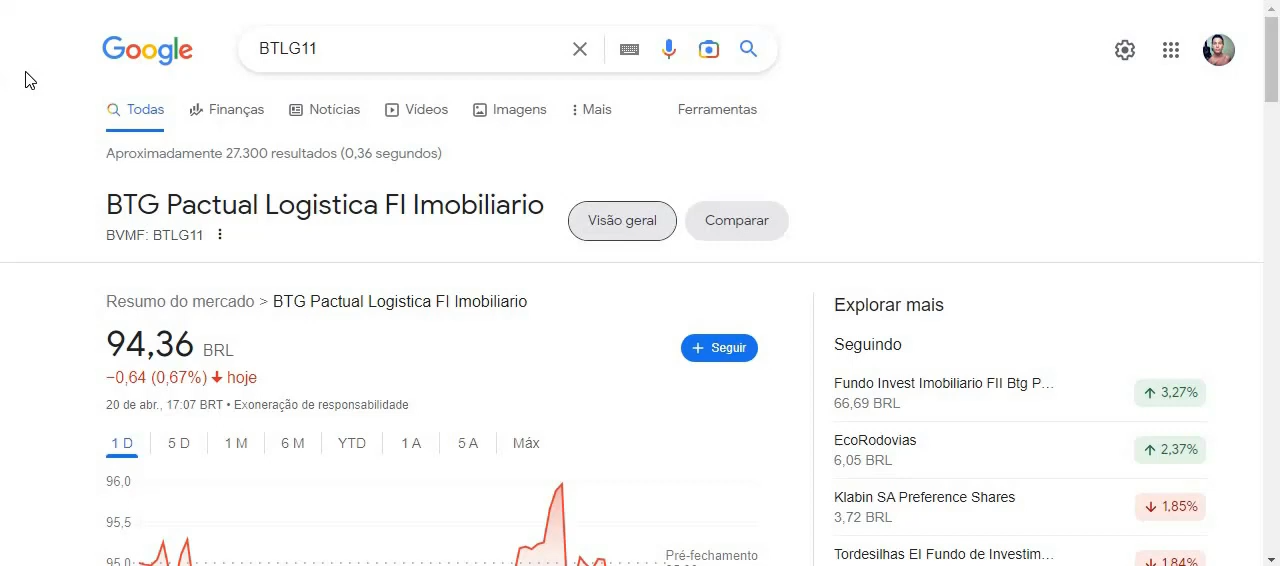 Google
BTLG11
Todas Finanças Notícias Vídeos Imagens Mais Ferramentas
Aproximadamente 27.300 resultados (0,36 segundos)
BTG Pactual Logistica FI Imobiliario
BVMF: BTLG11
Visão geral Comparar
Resumo do mercado > BTG Pactual Logistica FI Imobiliario
94,36 BRL
+ Seguir
−0,64 (0,67%) hoje
20 de abr., 17:07 BRT • Exoneração de responsabilidade
1 D 5 D 1 M 6 M YTD 1 A 5 A Máx
96,0
95,5
95,0
Pré-fechamento
Explorar mais
Seguindo
Fundo Invest Imobiliario FII Btg P…
66,69 BRL
3,27%
EcoRodovias
6,05 BRL
2,37%
Klabin SA Preference Shares
3,72 BRL
1,85%
Tordesilhas EI Fundo de Investim…
1,84%